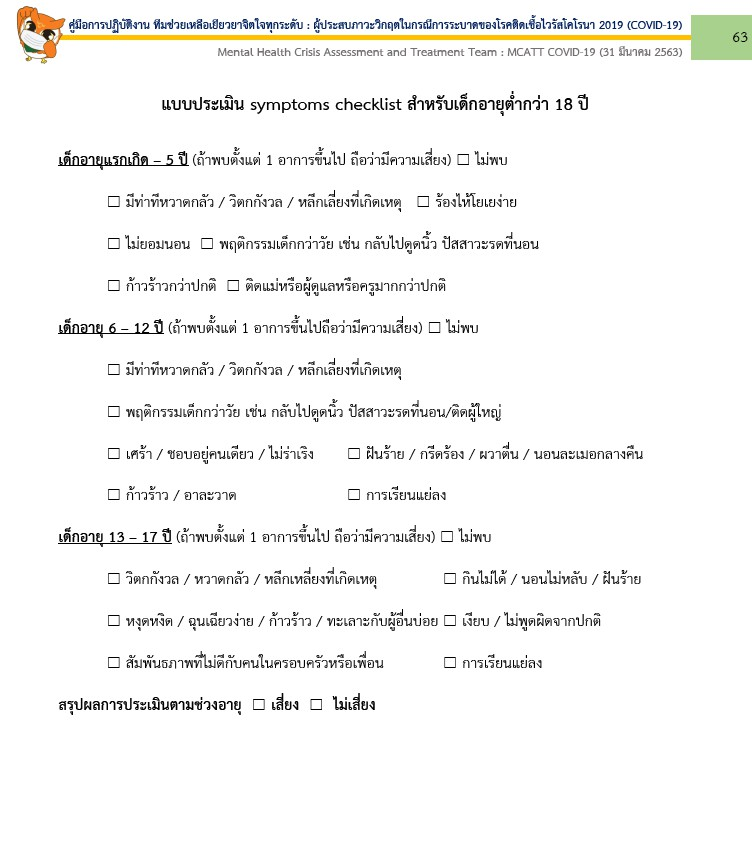 คู่มือการปฏิบัติงาน ทีมช่วยเหลือเยียวยาจิตใจทุกระดับ : ผู้ประสบภาวะวิกฤตในกรณีการระบาดของโรคติดเชื้อไวรัสโคโรนา 2019 (COVID-19)
63
Mental Health Crisis Assessment and Treatment Team : MCATT COVID-19 (31 มีนาคม 2563)
แบบประเมิน symptoms checklist สำหรับเด็กอายุต่ำกว่า 18 ปี
เด็กอายุแรกเกิด – 5 ปี (ถ้าพบตั้งแต่ 1 อาการขึ้นไป ถือว่ามีความเสี่ยง) ☐ ไม่พบ
☐ มีท่าทีหวาดกลัว / วิตกกังวล / หลีกเลี่ยงที่เกิดเหตุ ☐ ร้องไห้โยเยง่าย
☐ ไม่ยอมนอน ☐ พฤติกรรมเด็กกว่าวัย เช่น กลับไปดูดนิ้ว ปัสสาวะรดที่นอน
☐ ก้าวร้าวกว่าปกติ ☐ ติดแม่หรือผู้ดูแลหรือครูมากกว่าปกติ
เด็กอายุ 6 – 12 ปี (ถ้าพบตั้งแต่ 1 อาการขึ้นไปถือว่ามีความเสี่ยง) ☐ ไม่พบ
☐ มีท่าทีหวาดกลัว / วิตกกังวล / หลีกเลี่ยงที่เกิดเหตุ
☐ พฤติกรรมเด็กกว่าวัย เช่น กลับไปดูดนิ้ว ปัสสาวะรดที่นอน/ติดผู้ใหญ่
☐ เศร้า / ชอบอยู่คนเดียว / ไม่ร่าเริง ☐ ฝันร้าย / กรีดร้อง / ผวาตื่น / นอนละเมอกลางคืน
☐ ก้าวร้าว / อาละวาด ☐ การเรียนแย่ลง
เด็กอายุ 13 – 17 ปี (ถ้าพบตั้งแต่ 1 อาการขึ้นไป ถือว่ามีความเสี่ยง) ☐ ไม่พบ
☐ วิตกกังวล / หวาดกลัว / หลีกเหลี่ยงที่เกิดเหตุ ☐ กินไม่ได้ / นอนไม่หลับ / ฝันร้าย
☐ หงุดหงิด / ฉุนเฉียวง่าย / ก้าวร้าว / ทะเลาะกับผู้อื่นบ่อย ☐ เงียบ / ไม่พูดผิดจากปกติ
☐ สัมพันธภาพที่ไม่ดีกับคนในครอบครัวหรือเพื่อน ☐ การเรียนแย่ลง
สรุปผลการประเมินตามช่วงอายุ ☐ เสี่ยง ☐ ไม่เสี่ยง